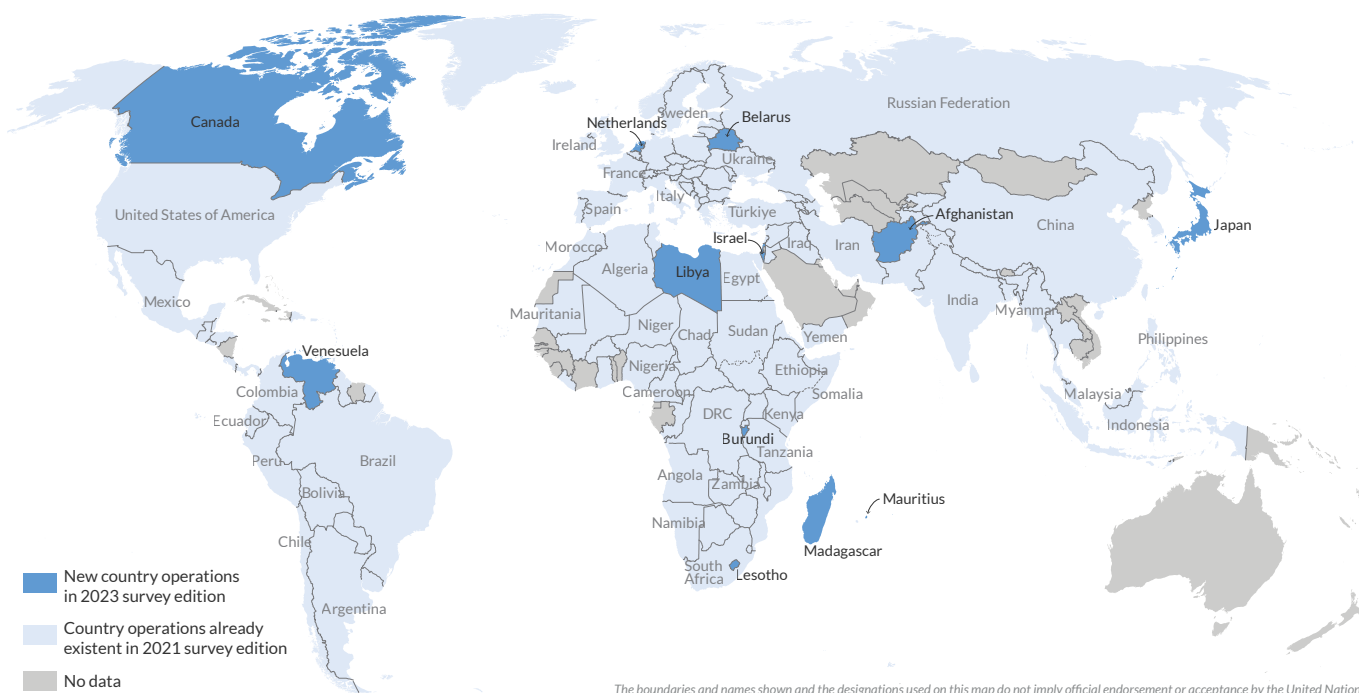 Russian Federation
Canada
Sweden
Netherlands
Belarus
Ireland
Ukraine
France
Italy
Spain
Türkiye
United States of America
Afghanistan
China
Japan
Israel
Morocco
Iraq
Iran
Algeria
Libya
Egypt
Mexico
India
Myanmar
Mauritania
Niger
Chad
Sudan
Yemen
Philippines
Venesuela
Nigeria
Ethiopia
Colombia
Cameroon
Somalia
Malaysia
Ecuador
DRC
Kenya
Indonesia
Burundi
Tanzania
Peru
Brazil
Angola
Zambia
Bolivia
Mauritius
Namibia
Chile
Madagascar
South
Africa
Lesotho
Argentina
New country operations
in 2023 survey edition
Country operations already
existent in 2021 survey edition
No data
The boundaries and names shown and the designations used on this map do not imply official endorsement or acceptance by the United Nation